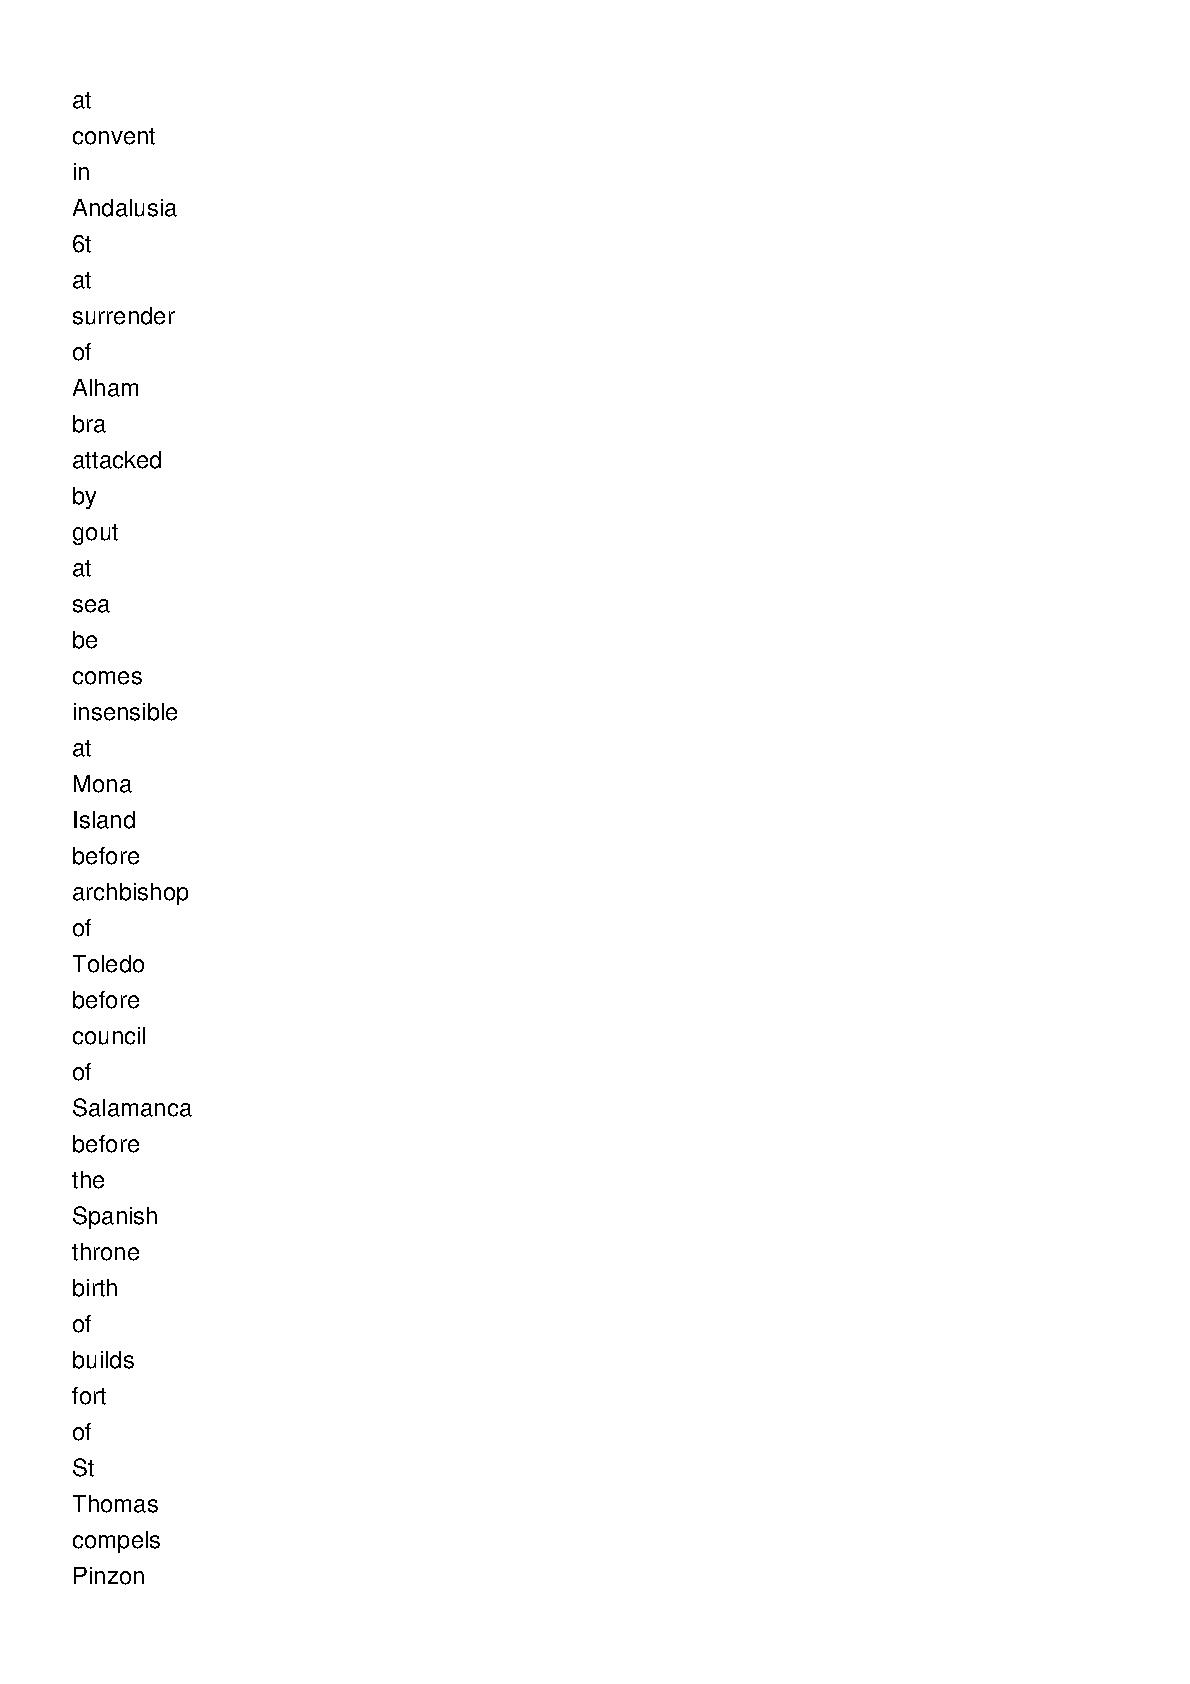 at
convent
in
Andalusia
6t
at
surrender
of
Alham
bra
attacked
by
gout
at
sea
be
comes
insensible
at
Mona
Island
before
archbishop
of
Toledo
before
council
of
Salamanca
before
the
Spanish
throne
birth
of
builds
fort
of
St
Thomas
compels
Pinzon